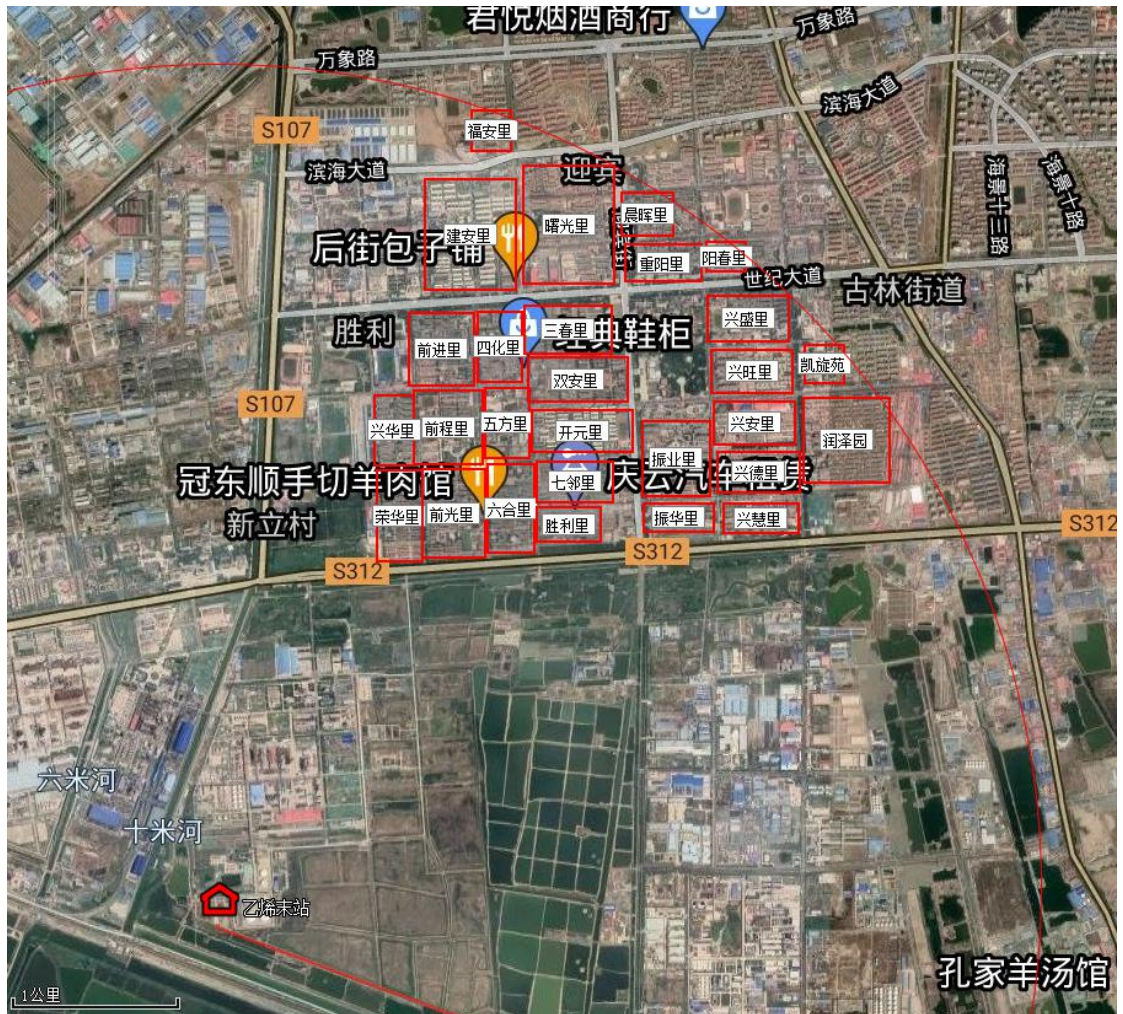 君悦烟酒商行
万象路
万象路
滨海大道
S107
福安里
滨海大道
迎宾
海景十三路
海景十路
晨晖里
曙光里
建安里
后街包子铺
重阳里
阳春里
世纪大道
古林街道
胜利
三春里
经典鞋柜
兴盛里
前进里
四化里
凯旋苑
双安里
兴旺里
S107
兴华里
前程里
五方里
开元里
兴安里
润泽园
振业里
冠东顺手切羊肉馆
七邻里
庆云汽车租赁
兴德里
新立村
荣华里
前光里
六合里
胜利里
振华里
兴慧里
S312
S312
S312
六米河
十米河
乙烯末站
孔家羊汤馆
1公里